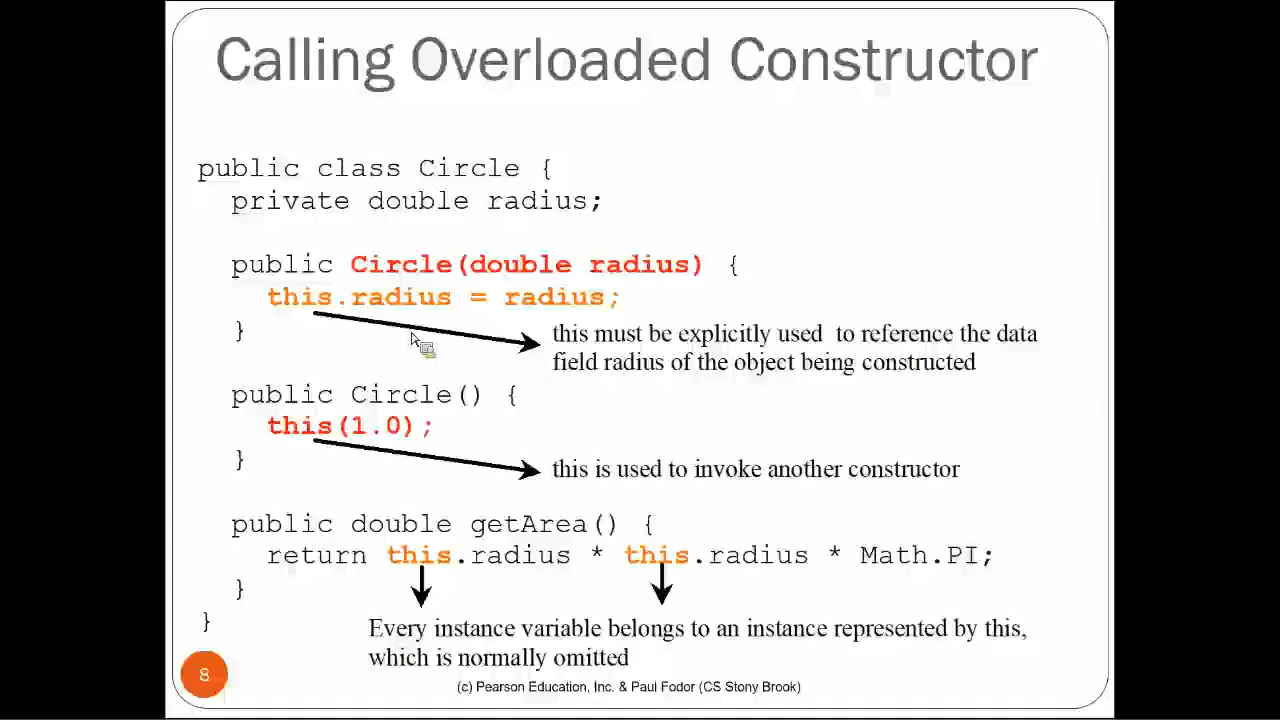 Calling Overloaded Constructor
public class Circle {
private double radius;
public Circle(double radius) {
this.radius = radius;
}
this must be explicitly used to reference the data
field radius of the object being constructed
public Circle() {
this(1.0);
}
this is used to invoke another constructor
public double getArea() {
return this.radius * this.radius * Math.PI;
}
}
Every instance variable belongs to an instance represented by this,
which is normally omitted
8
(c) Pearson Education, Inc. & Paul Fodor (CS Stony Brook)